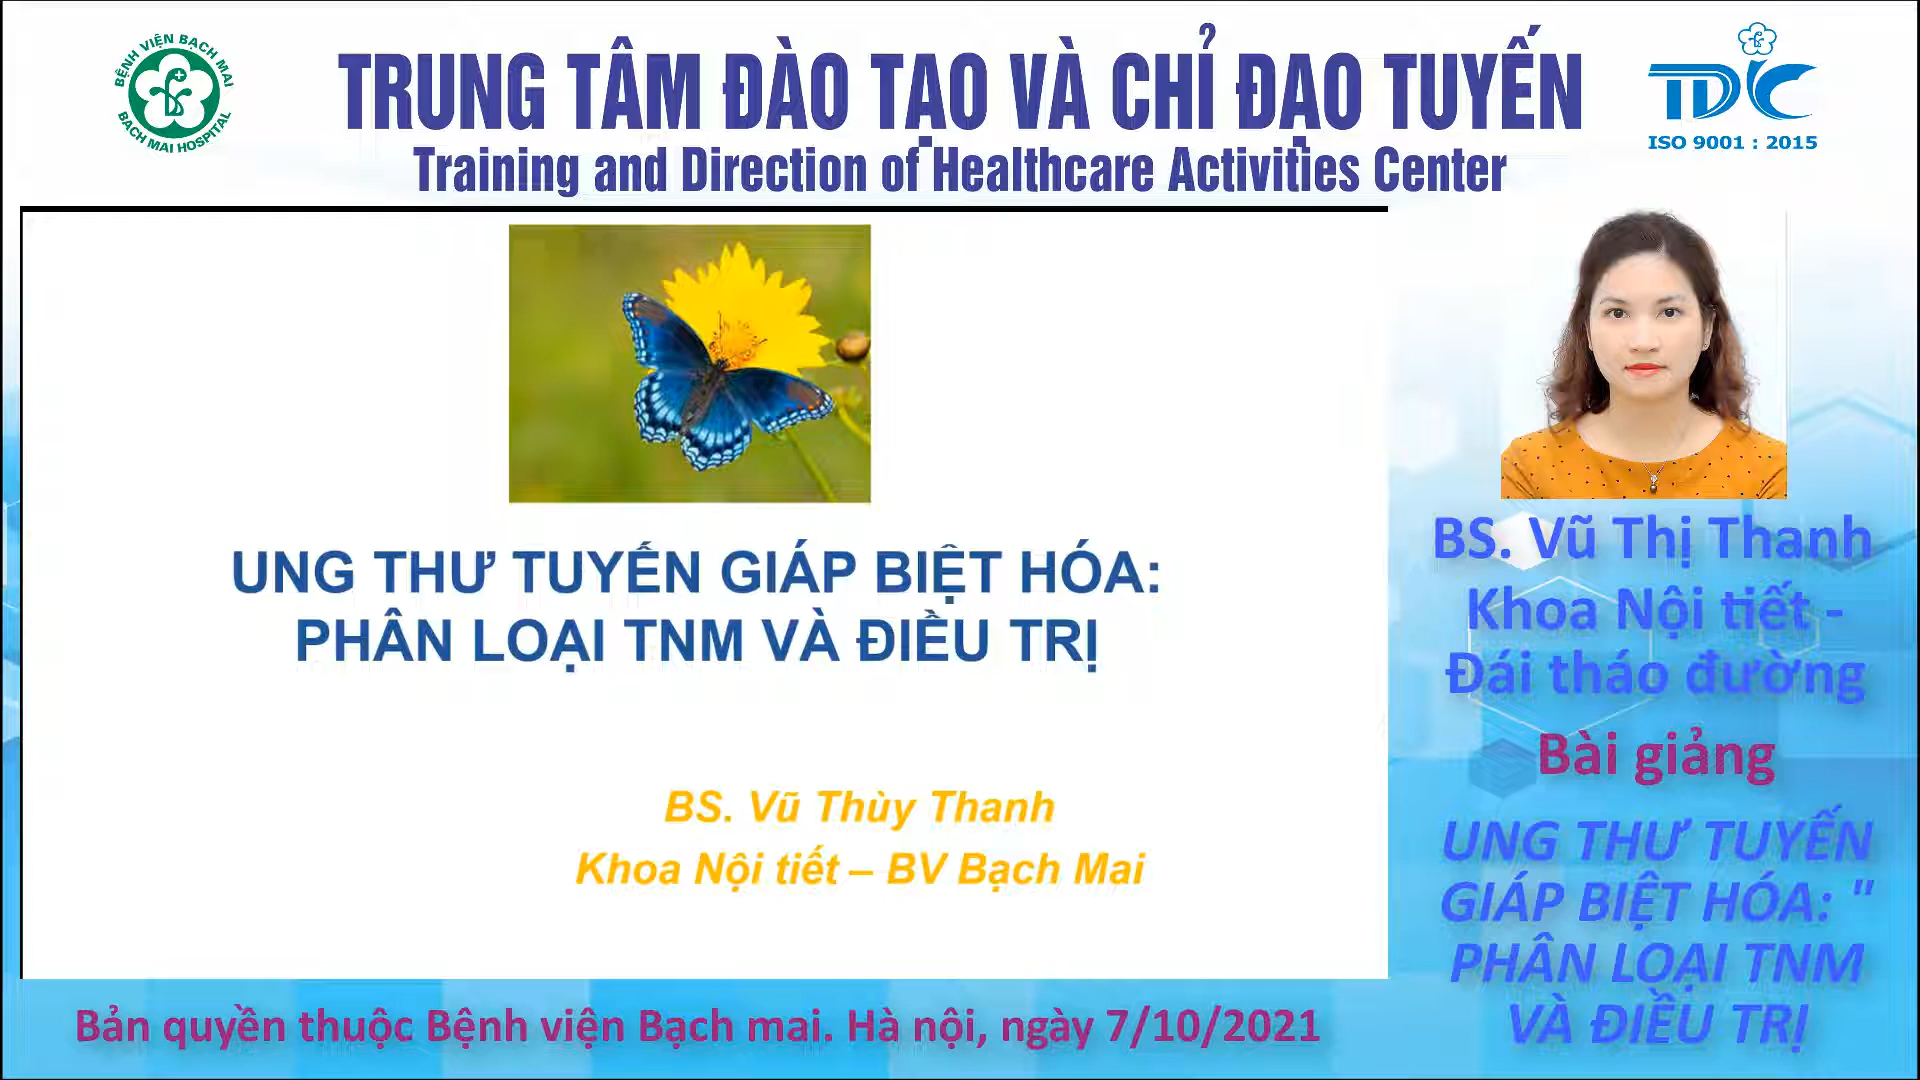 BỆNH VIỆN BẠCH MAI
BACH MAI HOSPITAL
TRUNG TÂM ĐÀO TẠO VÀ CHỈ ĐẠO TUYẾN
Training and Direction of Healthcare Activities Center
TDC
ISO 9001 : 2015
UNG THƯ TUYẾN GIÁP BIỆT HÓA:
PHÂN LOẠI TNM VÀ ĐIỀU TRỊ
BS. Vũ Thùy Thanh
Khoa Nội tiết – BV Bạch Mai
BS. Vũ Thị Thanh
Khoa Nội tiết -
Đái tháo đường
Bài giảng
UNG THƯ TUYẾN
GIÁP BIỆT HÓA: "
PHÂN LOẠI TNM
VÀ ĐIỀU TRỊ
Bản quyền thuộc Bệnh viện Bạch mai. Hà nội, ngày 7/10/2021